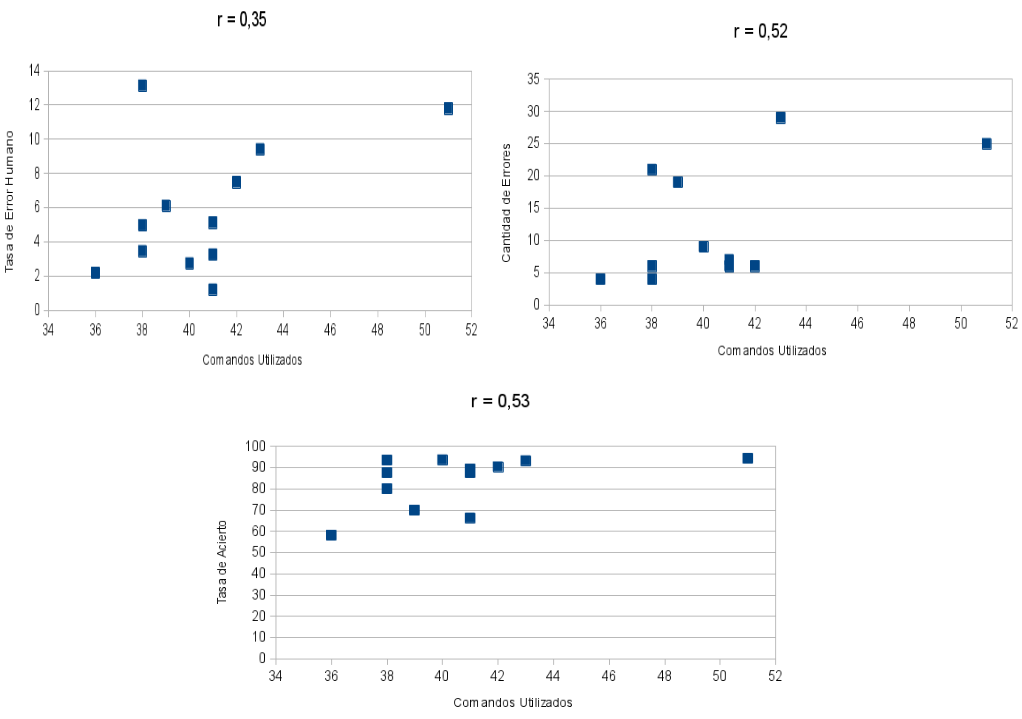 r = 0,35
14
12
10
8
6
4
2
0
Tasa de Error Humano
34 36 38 40 42 44 46 48 50 52
Comandos Utilizados
r = 0,52
35
30
25
20
15
10
5
0
Cantidad de Errores
34 36 38 40 42 44 46 48 50 52
Comandos Utilizados
r = 0,53
100
90
80
70
60
50
40
30
20
10
0
Tasa de Acierto
34 36 38 40 42 44 46 48 50 52
Comandos Utilizados